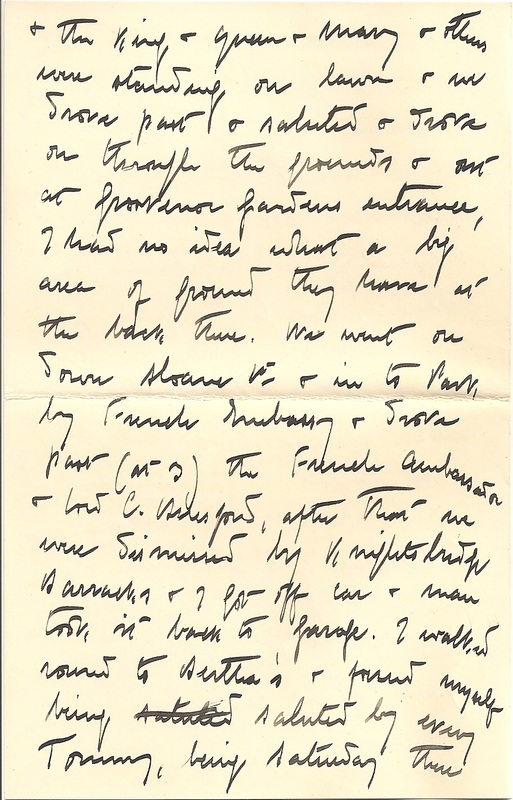 & the King & Queen & Mary & others
were standing on lawn & we
drove past & saluted & drove
on through the grounds & out
at Grosvenor Gardens entrance,
I had no idea what a big
area of ground they have at
the back there. We went on
down Sloane St & in to Park
by French Embassy & drove
past (at 3) the French Ambassador
& Lord C. Beresford, after that we
were dismissed by Knightsbridge
Barracks & I got off car & man
took it back to garage. I walked
round to Bertha's & found myself
being saluted saluted by every
Tommy, being Saturday there